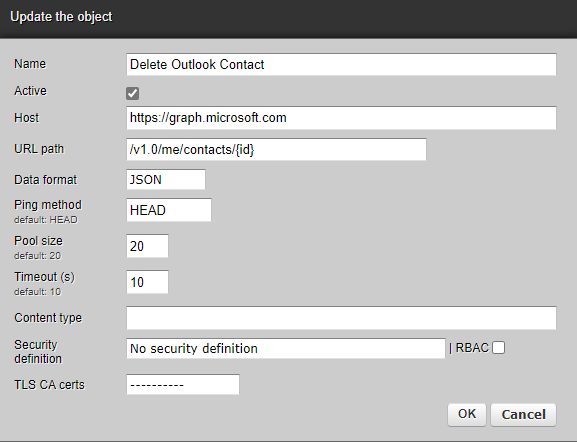 Update the object
Name Delete Outlook Contact
Active
Host https://graph.microsoft.com
URL path /v1.0/me/contacts/{id}
Data format JSON
Ping method HEAD
default: HEAD
Pool size 20
default: 20
Timeout (s) 10
default: 10
Content type
Security definition No security definition | RBAC
TLS CA certs ----------
OK Cancel